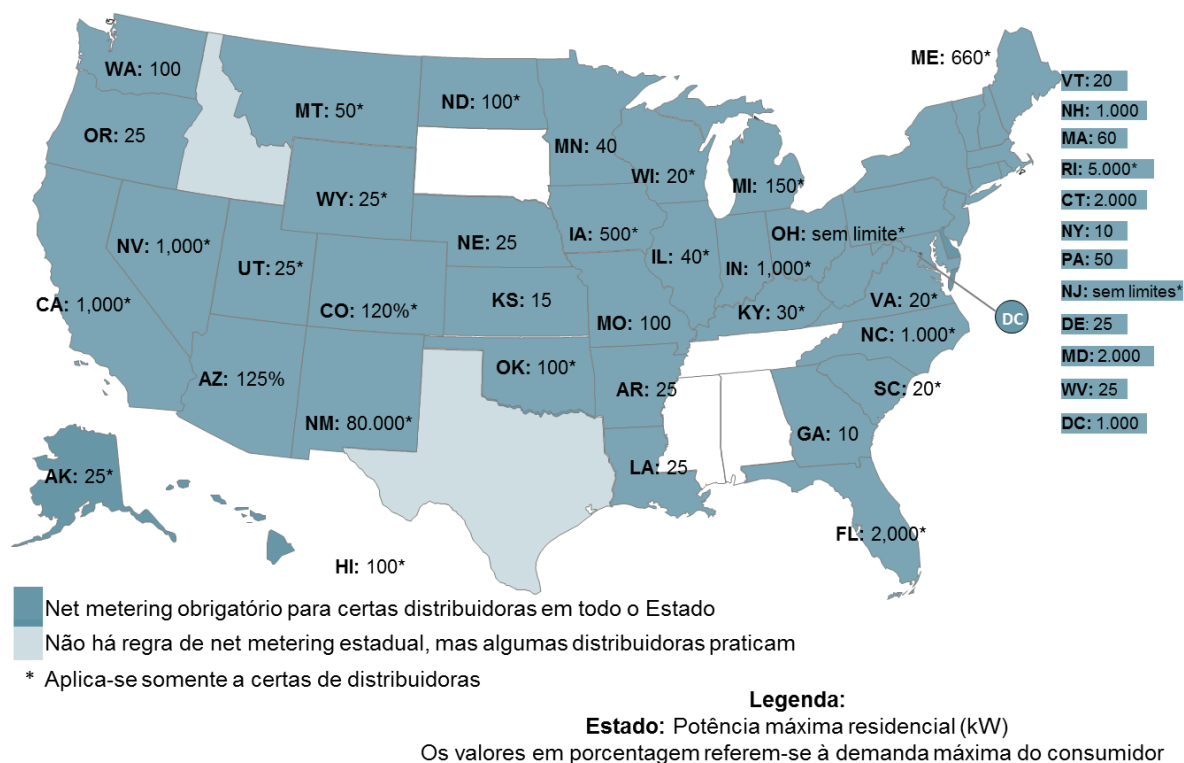 ME: 660*
WA: 100
MT: 50*
ND: 100*
VT: 20
NH: 1.000
OR: 25
MN: 40
MA: 60
WI: 20*
MI: 150*
RI: 5.000*
WY: 25*
CT: 2.000
NV: 1,000*
NE: 25
IA: 500*
OH: sem limite*
NY: 10
UT: 25*
IL: 40*
IN: 1,000*
PA: 50
CA: 1,000*
CO: 120%*
KS: 15
KY: 30*
VA: 20*
NJ: sem limites*
MO: 100
NC: 1.000*
DC
DE: 25
AZ: 125%
OK: 100*
MD: 2.000
AR: 25
SC: 20*
WV: 25
NM: 80.000*
GA: 10
DC: 1.000
AK: 25*
LA: 25
FL: 2,000*
HI: 100*
Net metering obrigatório para certas distribuidoras em todo o Estado
Não há regra de net metering estadual, mas algumas distribuidoras praticam
* Aplica-se somente a certas de distribuidoras
Legenda:
Estado: Potência máxima residencial (kW)
Os valores em porcentagem referem-se à demanda máxima do consumidor